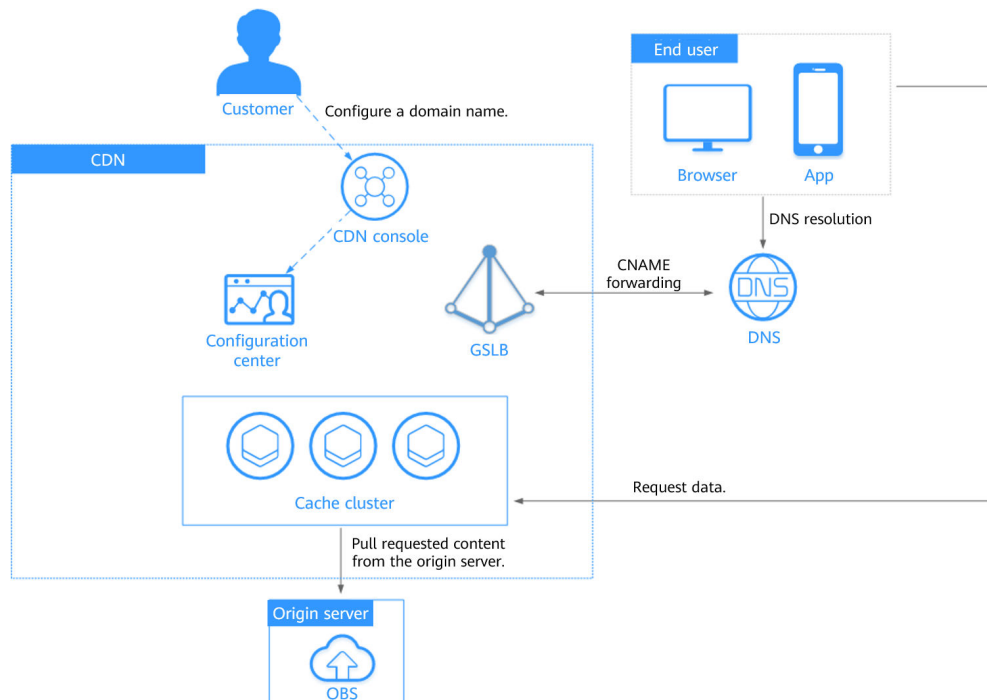 End user
Customer
Configure a domain name.
CDN
Browser
App
DNS resolution
CDN console
CNAME
forwarding
DNS
DNS
Configuration
center
GSLB
Request data.
Cache cluster
Pull requested content
from the origin server.
Origin server
OBS